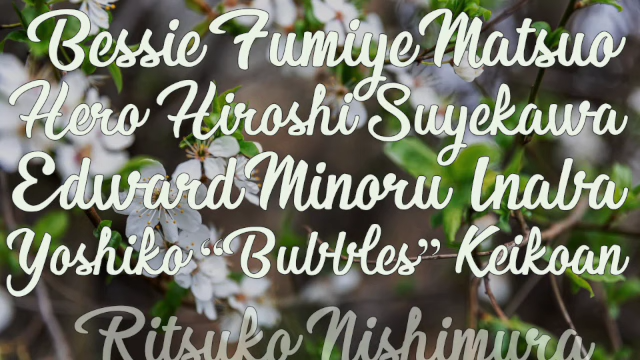 Bessie Fumiye Matsuo
Hero Hiroshi Suyekawa
Edward Minoru Inaba
Yoshiko “Bubbles” Keikoan
Ritsuko Nishimura